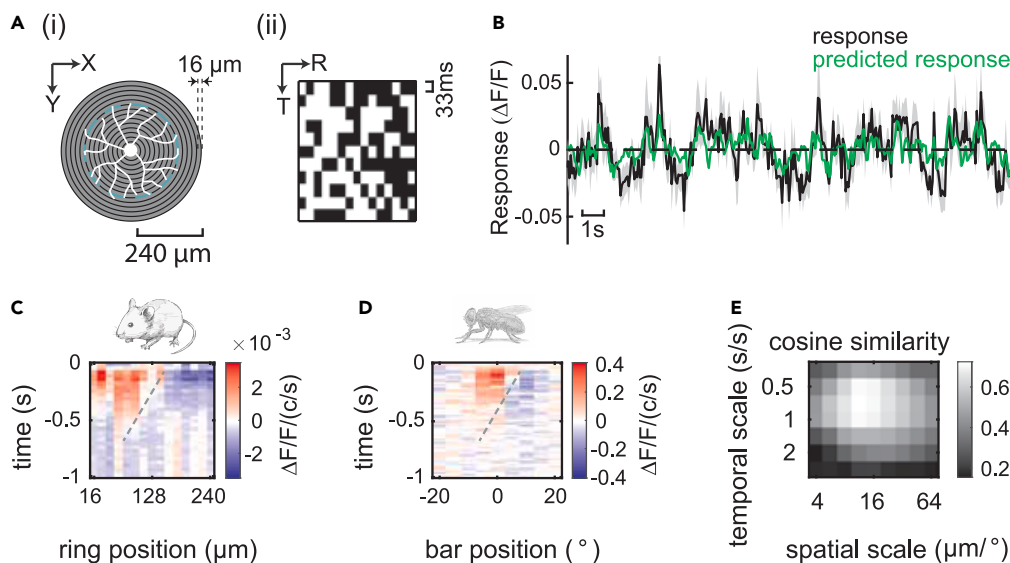 A (i)
X
Y
16 μm
240 μm
(ii)
R
T
33ms
B
response
predicted response
Response (ΔF/F)
0.05
0
-0.05
1s
C
× 10⁻³
time (s)
0
-0.5
-1
16 128 240
ring position (μm)
2
0
-2
ΔF/F/(c/s)
D
time (s)
0
-0.5
-1
-20 0 20
bar position (°)
0.4
0.2
0
-0.2
-0.4
ΔF/F/(c/s)
E
cosine similarity
temporal scale (s/s)
0.5
1
2
4 16 64
spatial scale (μm/°)
0.6
0.4
0.2